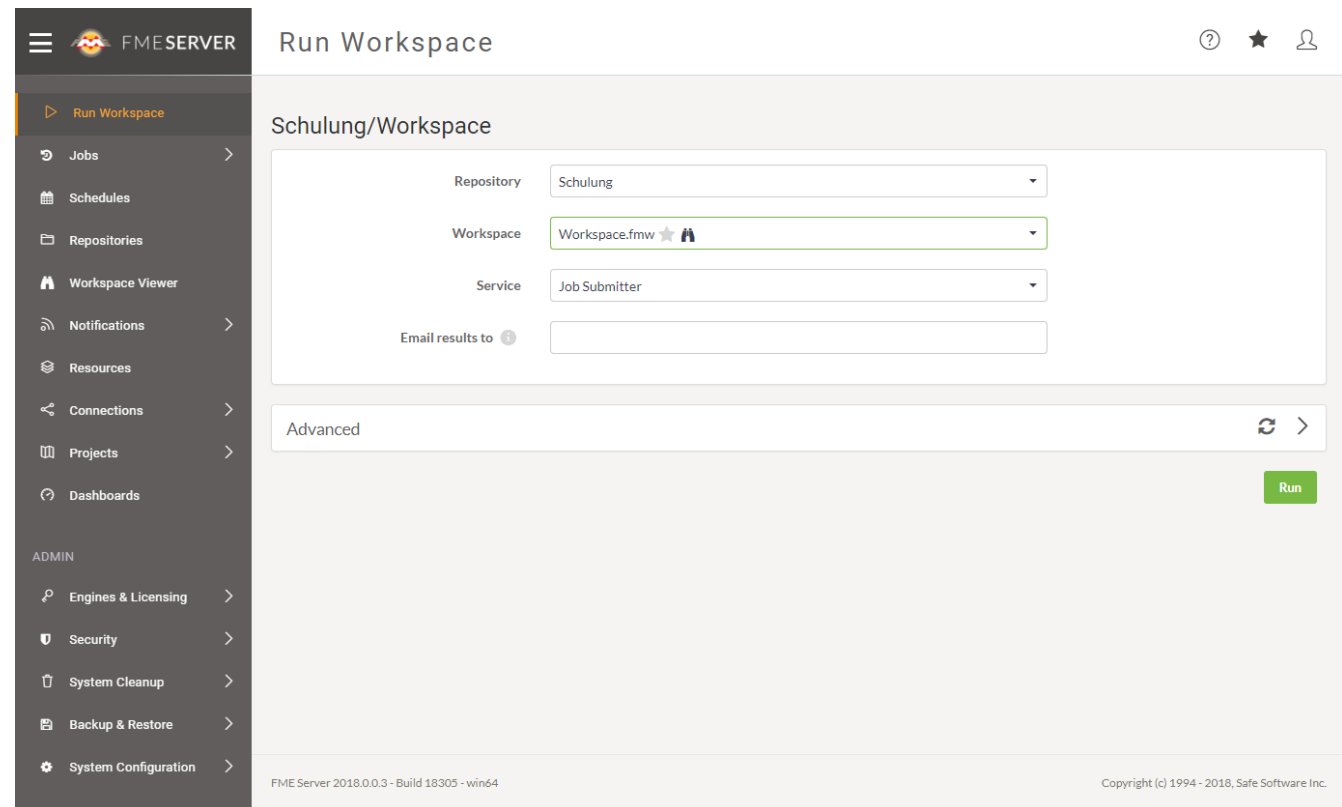 FMESERVER
Run Workspace
Run Workspace
Jobs
Schedules
Repositories
Workspace Viewer
Notifications
Resources
Connections
Projects
Dashboards
ADMIN
Engines & Licensing
Security
System Cleanup
Backup & Restore
System Configuration
Schulung/Workspace
Repository Schulung
Workspace Workspace.fmw
Service Job Submitter
Email results to
Advanced
Run
FME Server 2018.0.0.3 - Build 18305 - win64
Copyright (c) 1994 - 2018, Safe Software Inc.